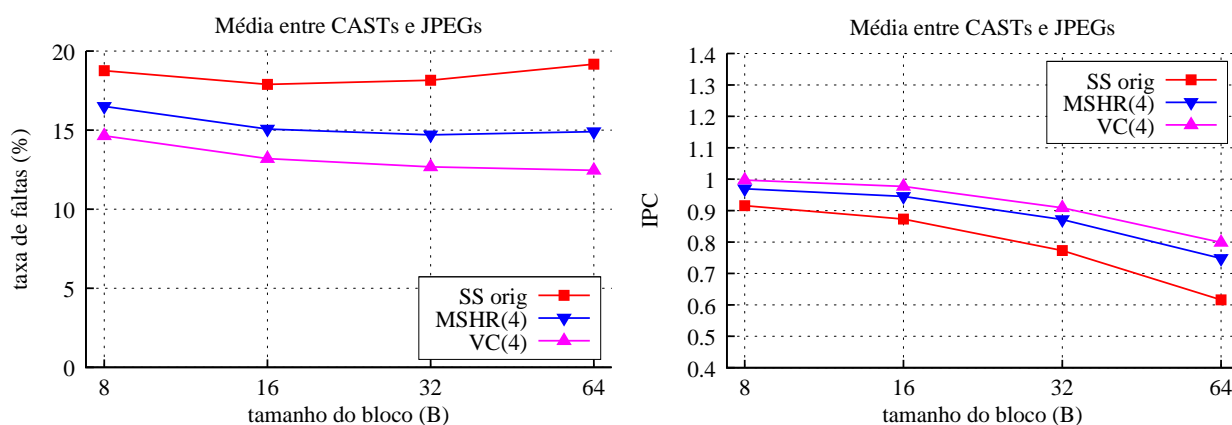 Média entre CASTs e JPEGs
20
15
10
5
0
taxa de faltas (%)
SS orig
MSHR(4)
VC(4)
8 16 32 64
tamanho do bloco (B)
Média entre CASTs e JPEGs
1.4
1.3
1.2
1.1
1
0.9
0.8
0.7
0.6
0.5
0.4
IPC
SS orig
MSHR(4)
VC(4)
8 16 32 64
tamanho do bloco (B)